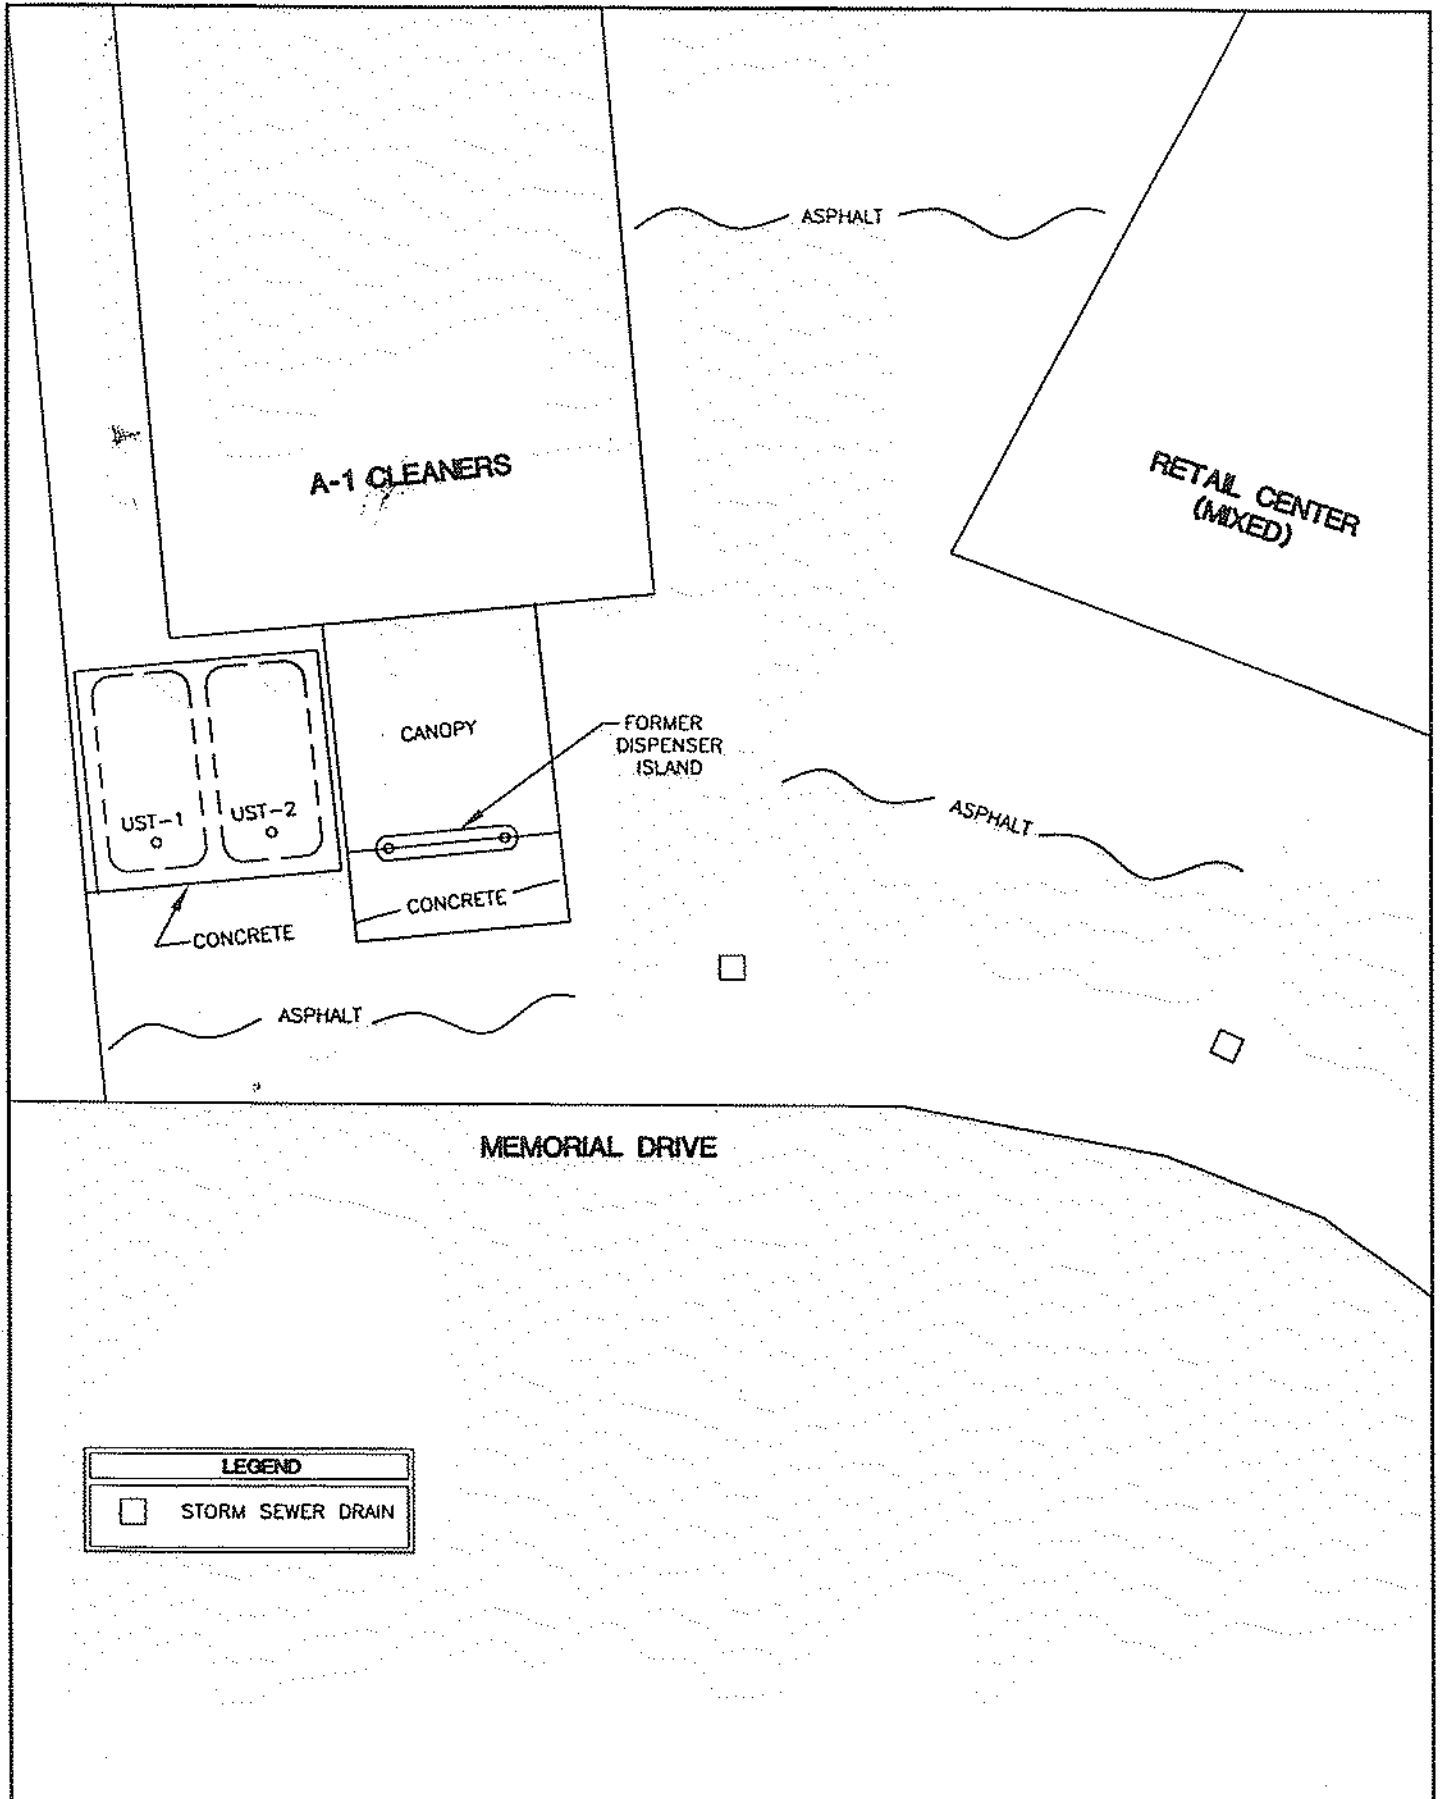 ASPHALT
A-1 CLEANERS
RETAIL CENTER
(MIXED)
CANOPY
FORMER
DISPENSER
ISLAND
UST-1
UST-2
ASPHALT
CONCRETE
CONCRETE
ASPHALT
MEMORIAL DRIVE
LEGEND
STORM SEWER DRAIN